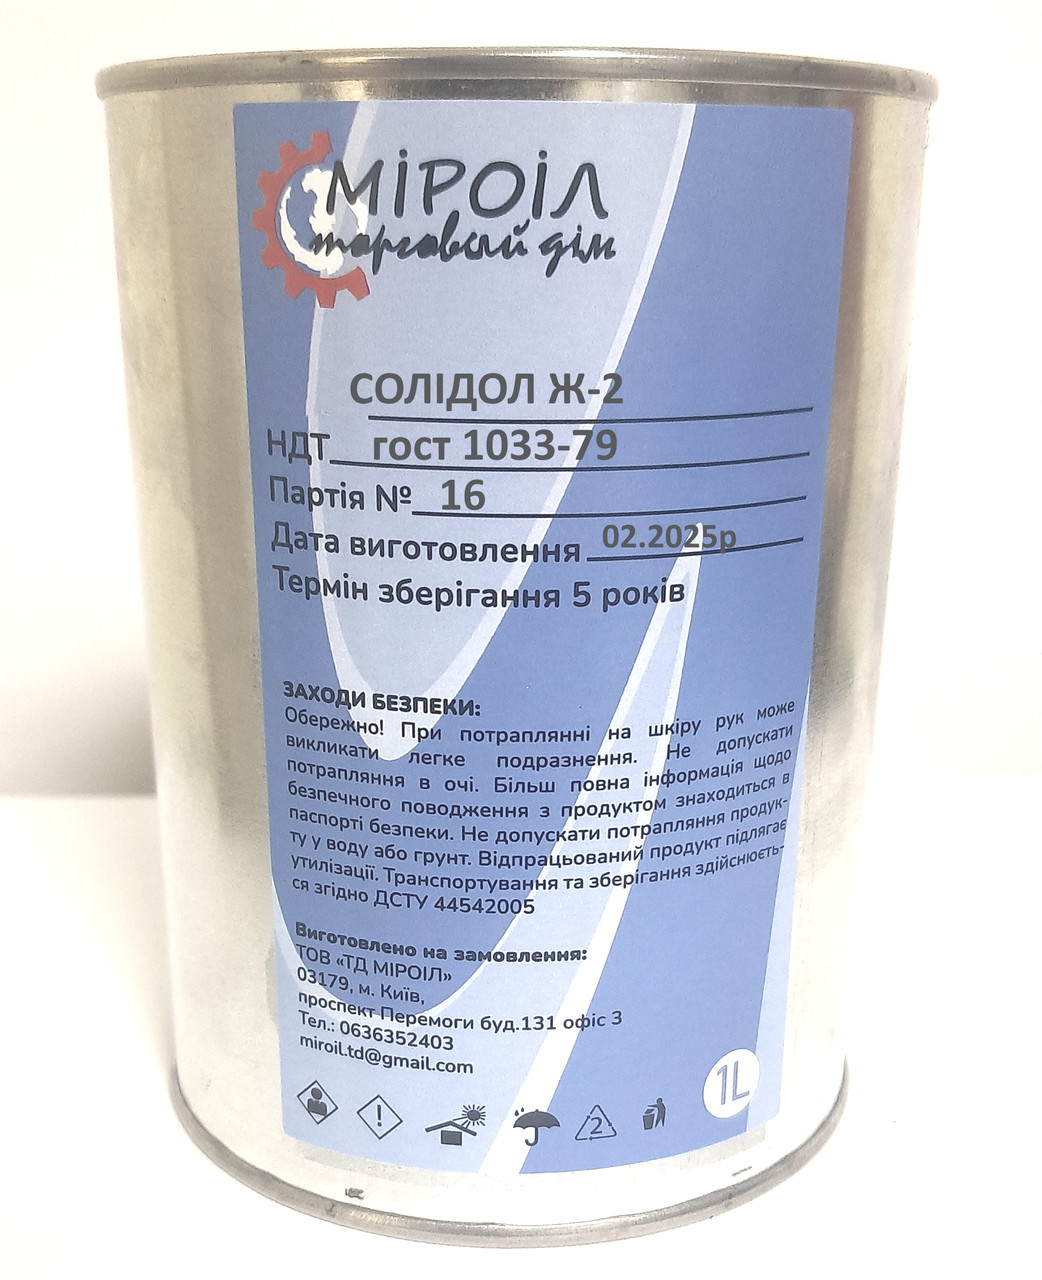 МІРОІЛ
торговый дім
СОЛІДОЛ Ж-2
НДТ гост 1033-79
Партія № 16
Дата виготовлення 02.2025р
Термін зберігання 5 років
ЗАХОДИ БЕЗПЕКИ:
Обережно! При потраплянні на шкіру рук може
викликати легке подразнення. Не допускати
потрапляння в очі. Більш повна інформація щодо
безпечного поводження з продуктом знаходиться в
паспорті безпеки. Не допускати потрапляння продук-
ту у воду або грунт. Відпрацьований продукт підлягає
утилізації. Транспортування та зберігання здійснюєть-
ся згідно ДСТУ 44542005
Виготовлено на замовлення:
ТОВ «ТД МІРОІЛ»
03179, м. Київ,
проспект Перемоги буд.131 офіс 3
Тел.: 0636352403
miroil.td@gmail.com
! 2 1L